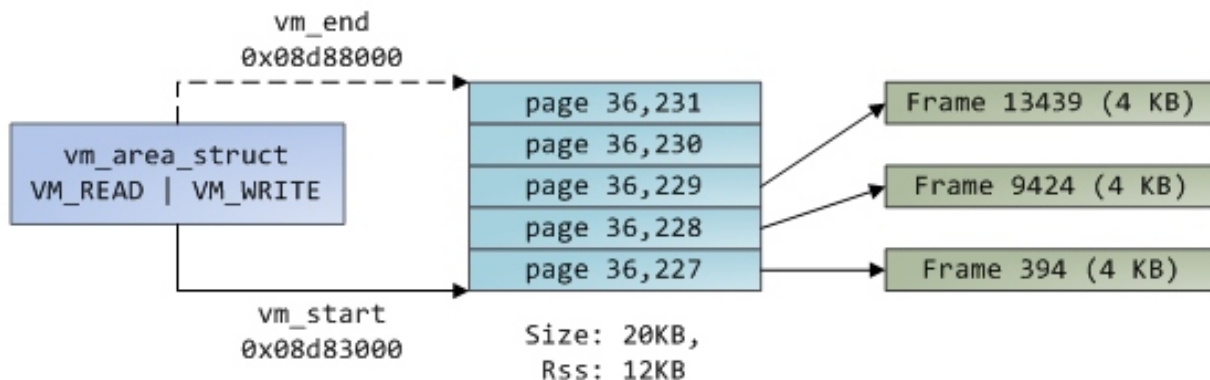 vm_end
0x08d88000
vm_area_struct
VM_READ | VM_WRITE
vm_start
0x08d83000
page 36,231
page 36,230
page 36,229
page 36,228
page 36,227
Size: 20KB,
Rss: 12KB
Frame 13439 (4 KB)
Frame 9424 (4 KB)
Frame 394 (4 KB)